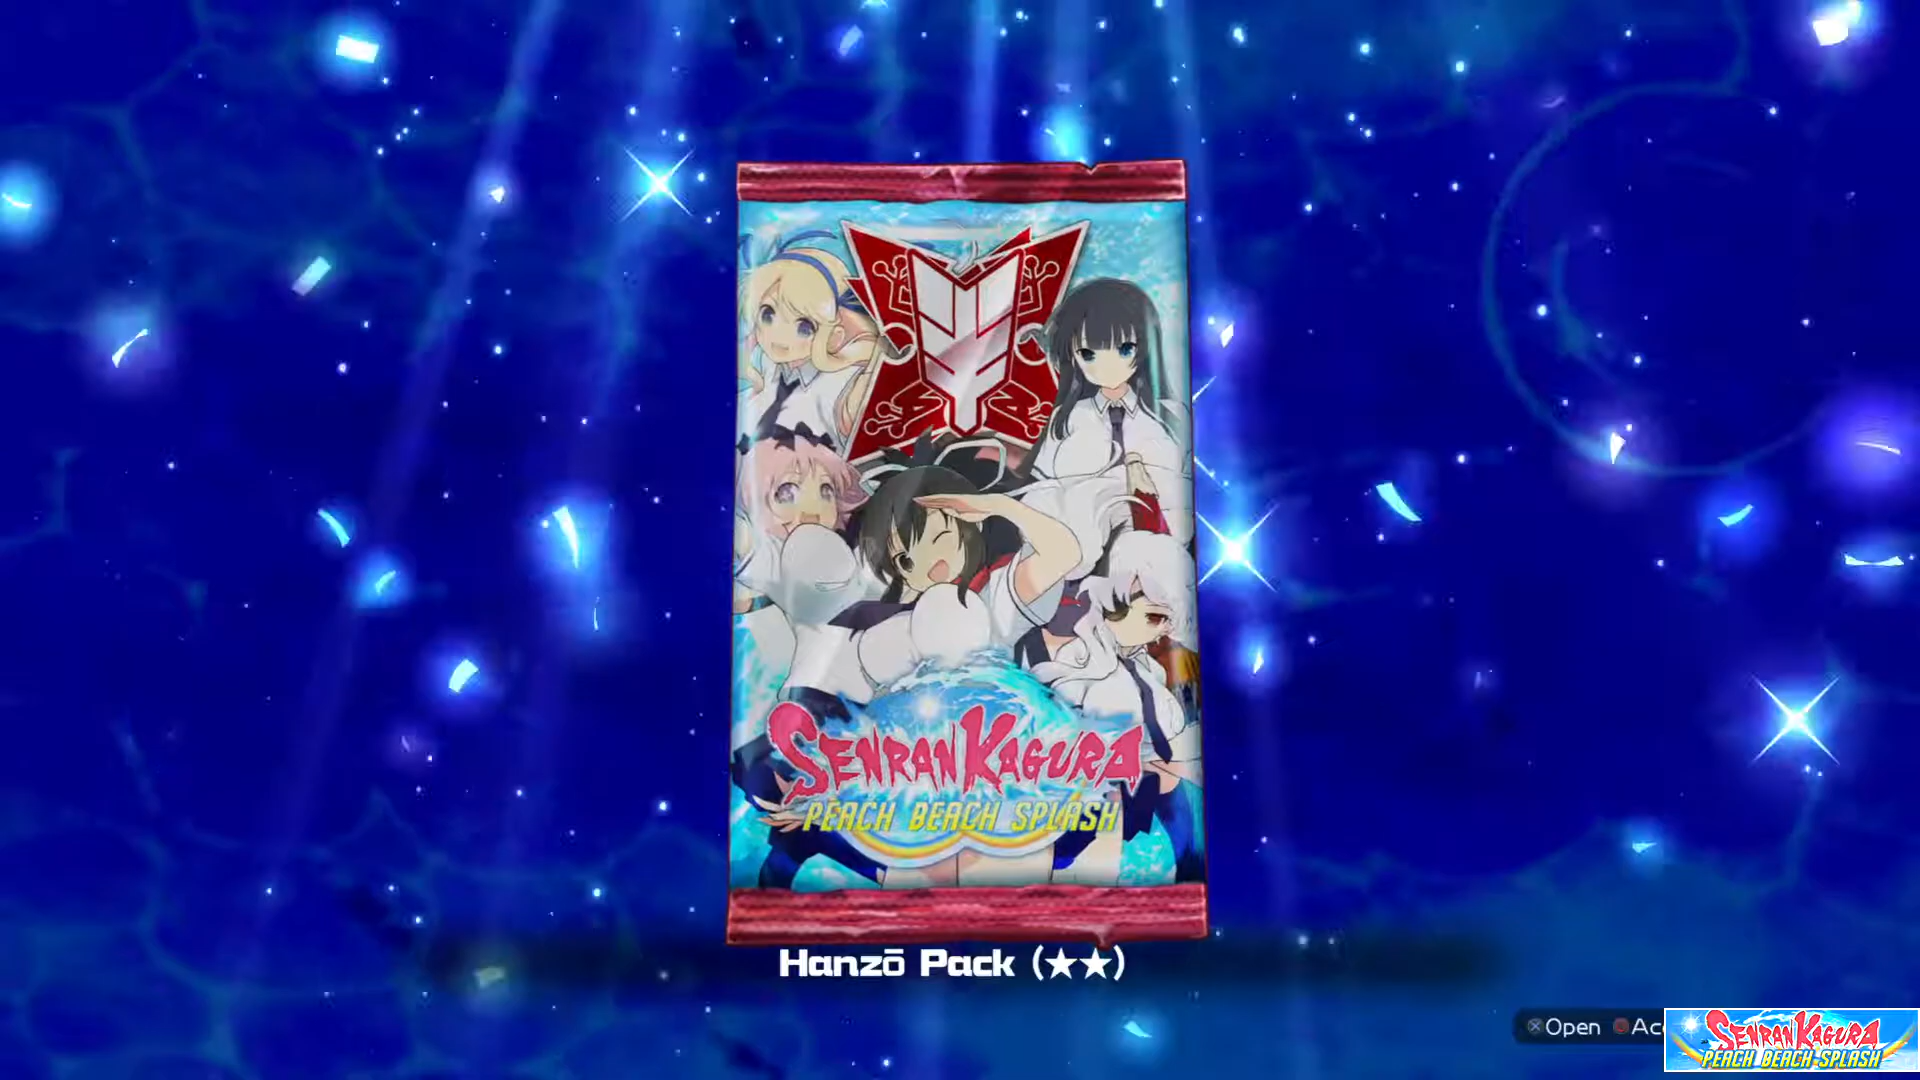 SENRAN KAGURA
PEACH BEACH SPLASH
Hanzō Pack (★★)
Open
SENRAN KAGURA
PEACH BEACH SPLASH